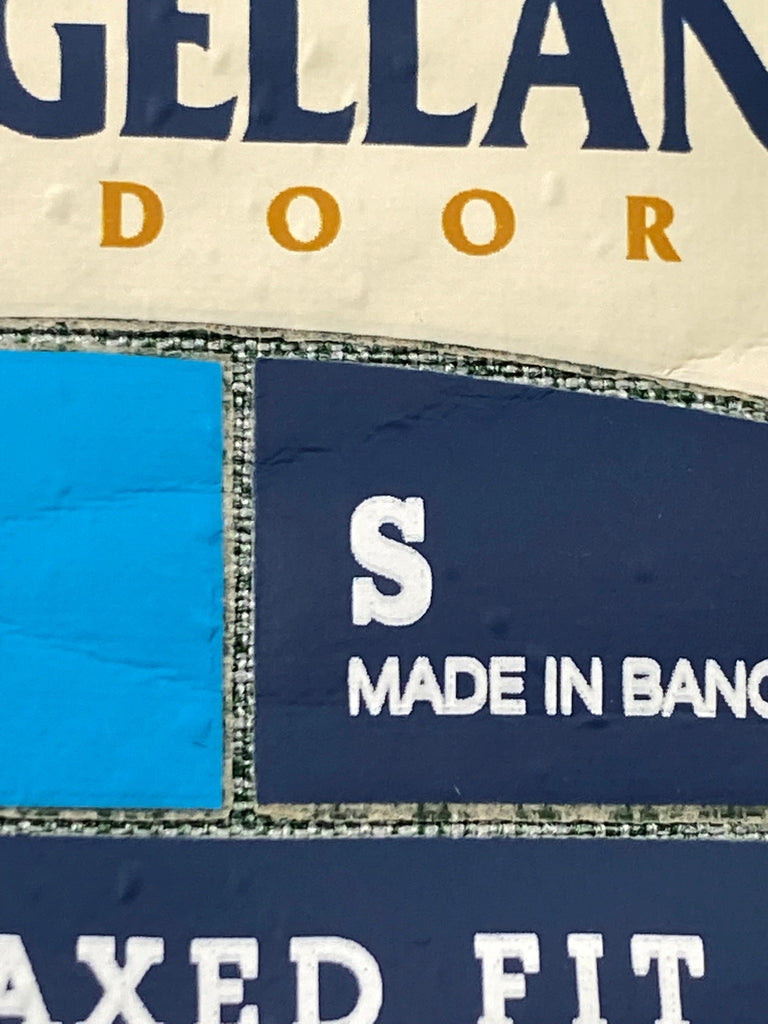 GELLAN
DOOR
S
MADE IN BANG
AXED FIT